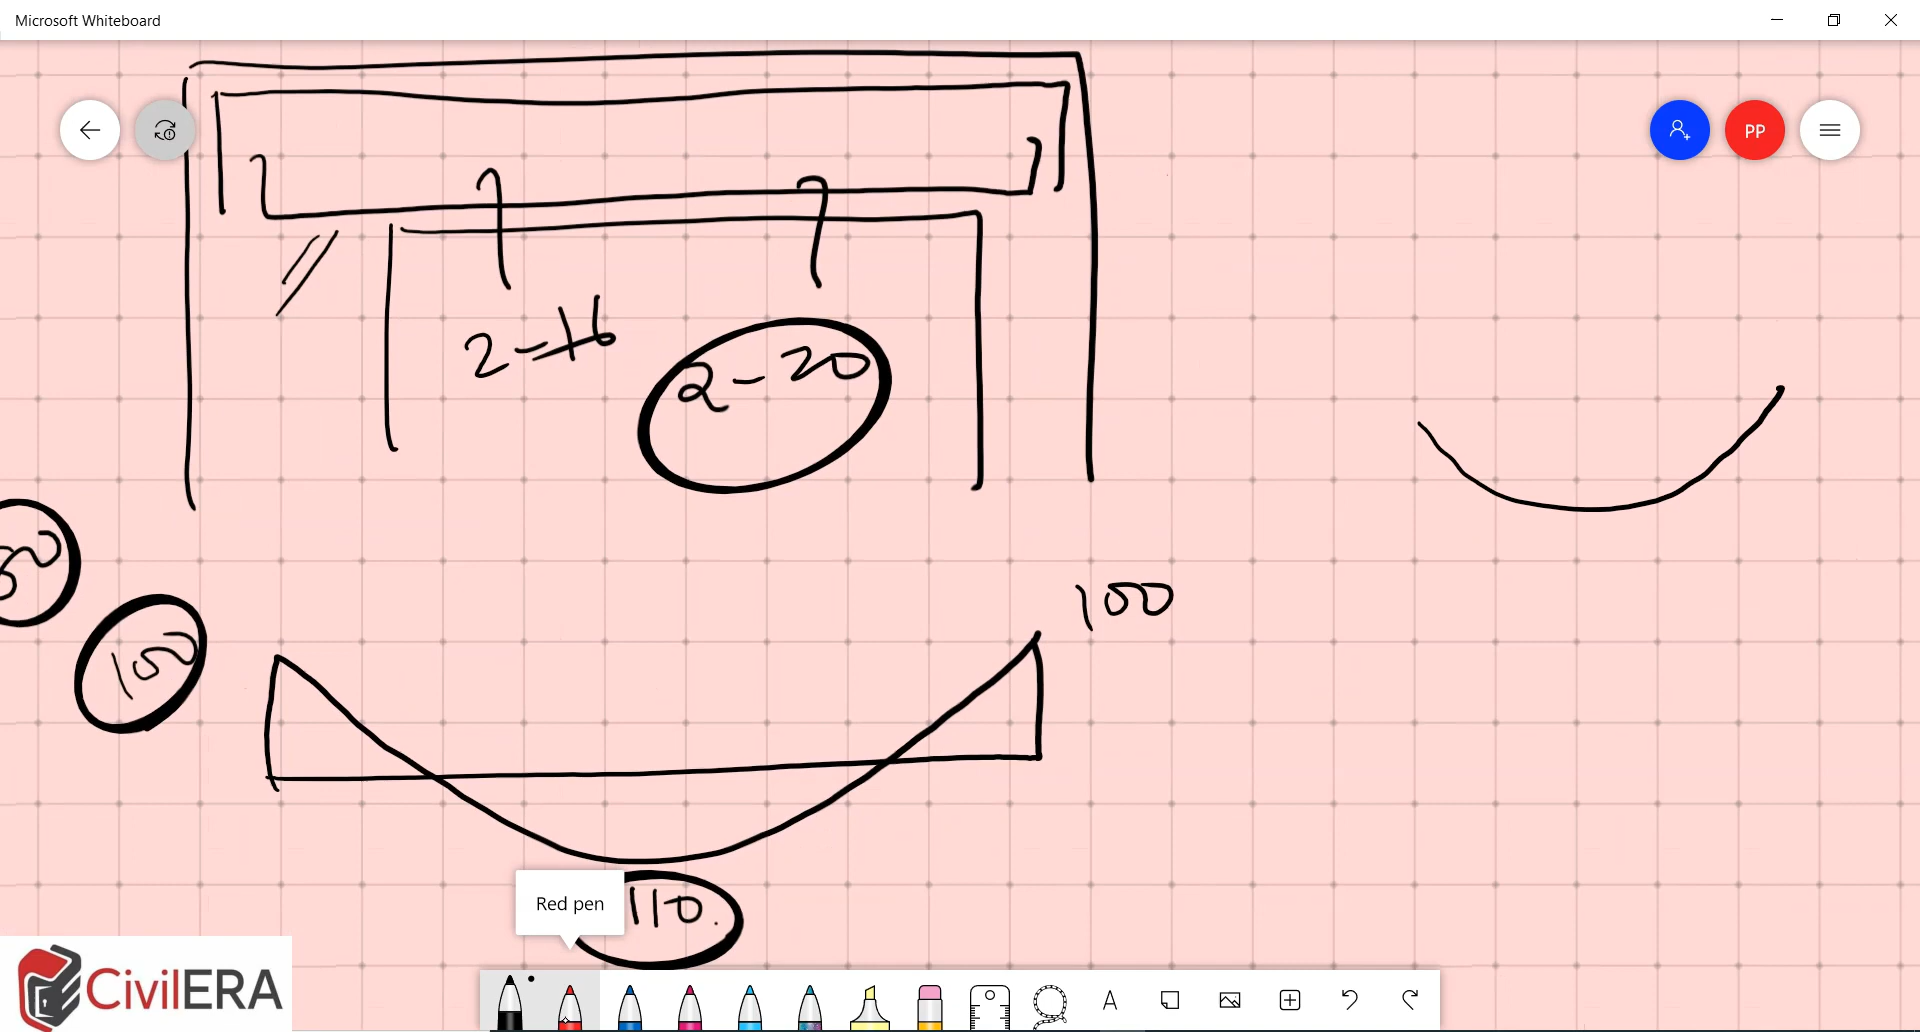 Microsoft Whiteboard
PP
2-16
2-20
100
150
110.
Red pen
CivilERA
A